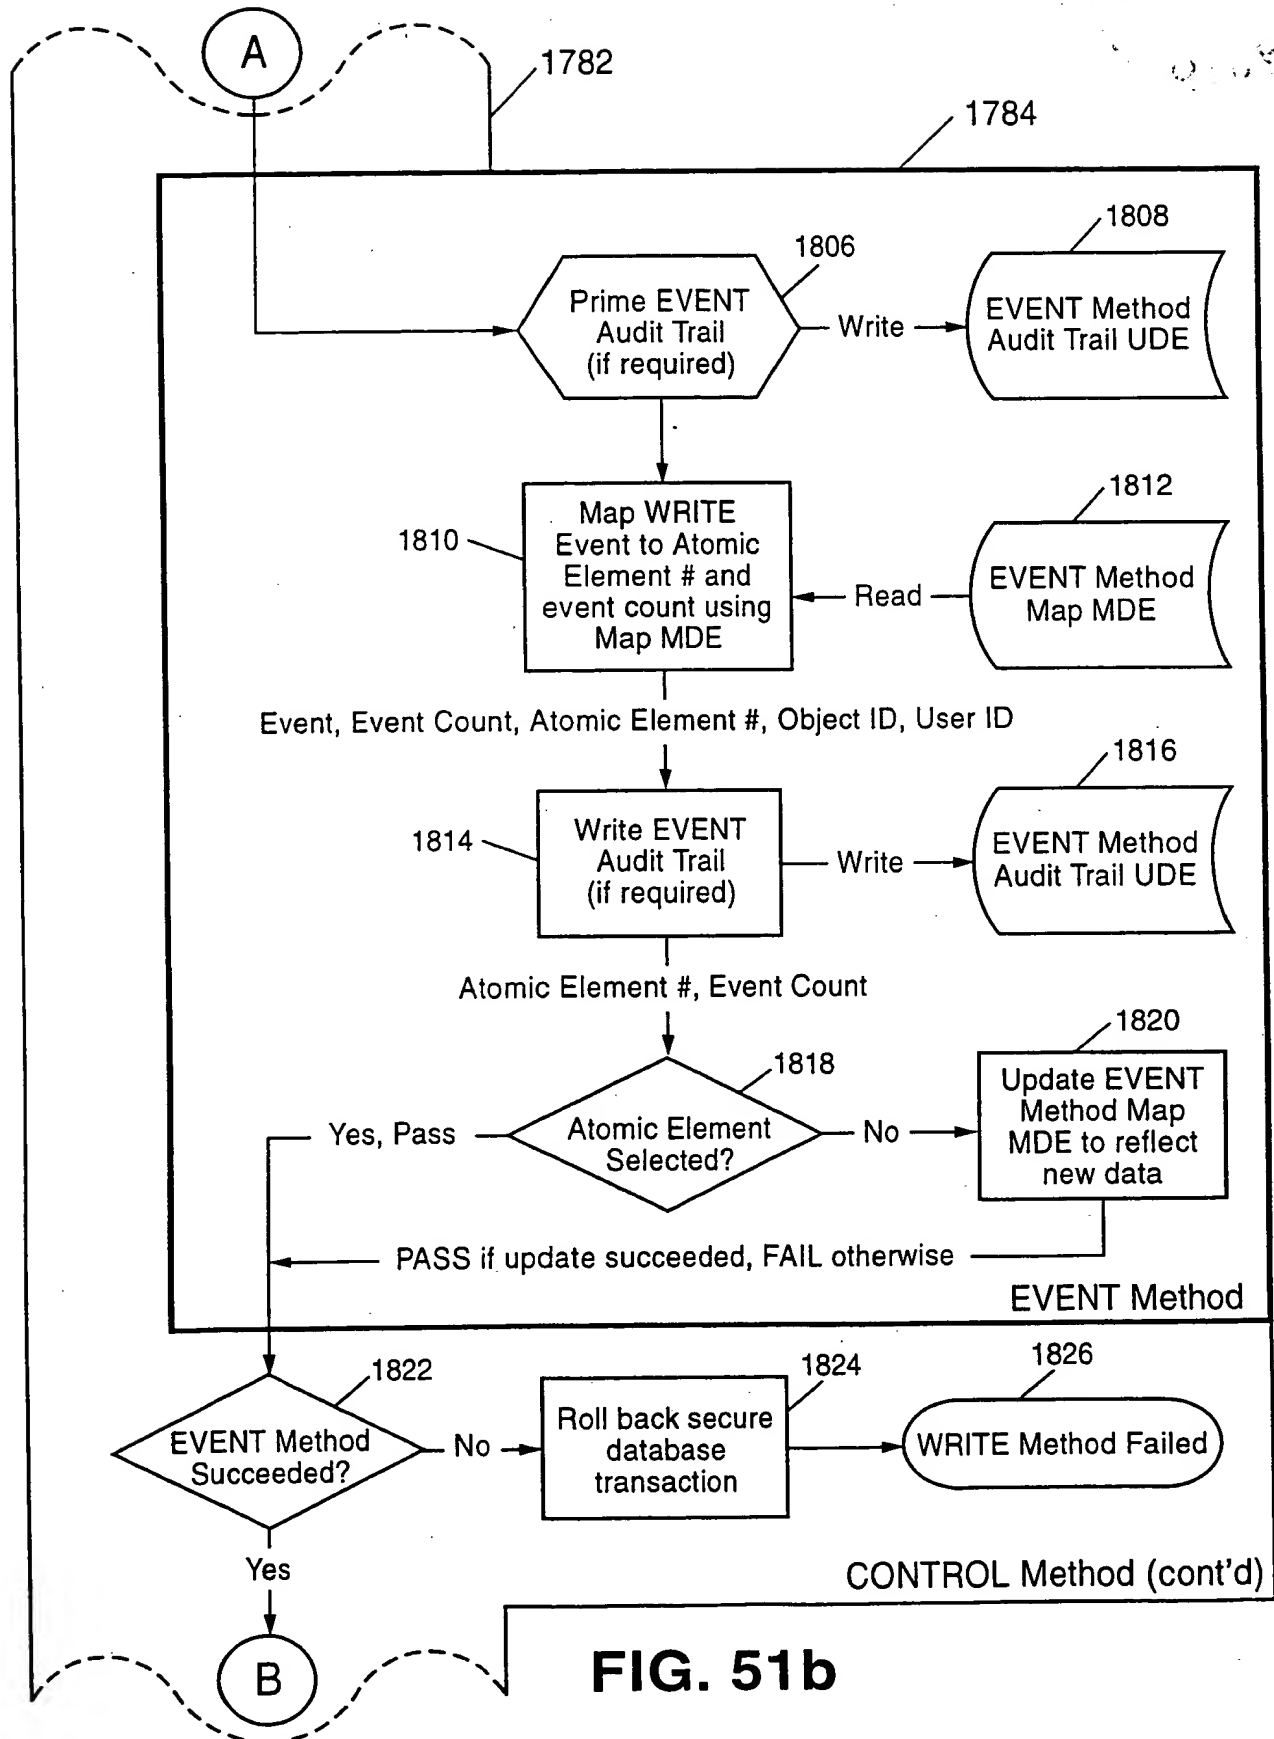 A
1782
1784
1808
1806
Prime EVENT
Audit Trail
(if required)
Write
EVENT Method
Audit Trail UDE
1812
1810
Map WRITE
Event to Atomic
Element # and
event count using
Map MDE
Read
EVENT Method
Map MDE
Event, Event Count, Atomic Element #, Object ID, User ID
1816
1814
Write EVENT
Audit Trail
(if required)
Write
EVENT Method
Audit Trail UDE
Atomic Element #, Event Count
1820
1818
Yes, Pass
Atomic Element
Selected?
No
Update EVENT
Method Map
MDE to reflect
new data
PASS if update succeeded, FAIL otherwise
EVENT Method
1822
1824
1826
EVENT Method
Succeeded?
No
Roll back secure
database
transaction
WRITE Method Failed
Yes
CONTROL Method (cont'd)
B
FIG. 51b